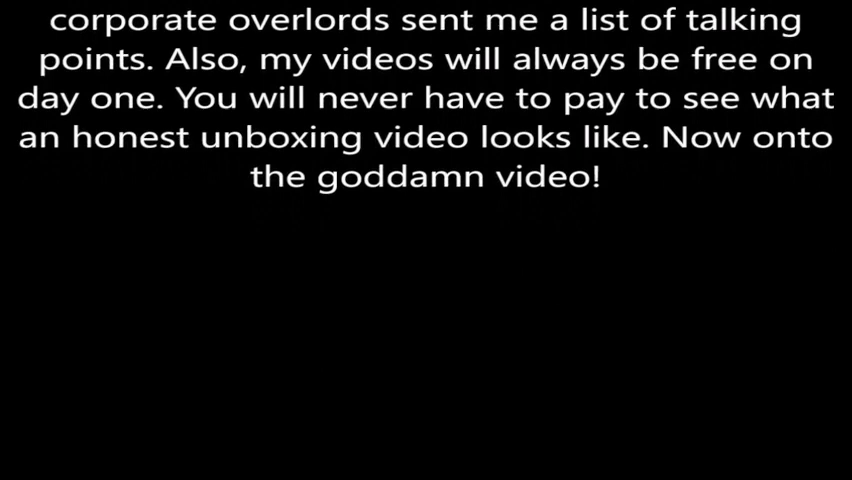 corporate overlords sent me a list of talking
points. Also, my videos will always be free on
day one. You will never have to pay to see what
an honest unboxing video looks like. Now onto
the goddamn video!